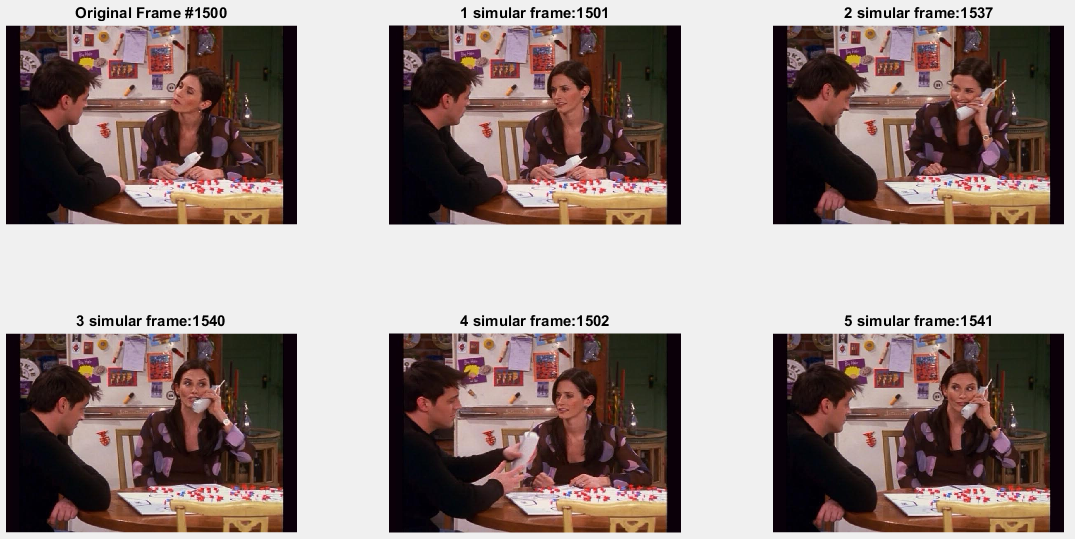 Original Frame #1500
1 simular frame:1501
2 simular frame:1537
3 simular frame:1540
4 simular frame:1502
5 simular frame:1541